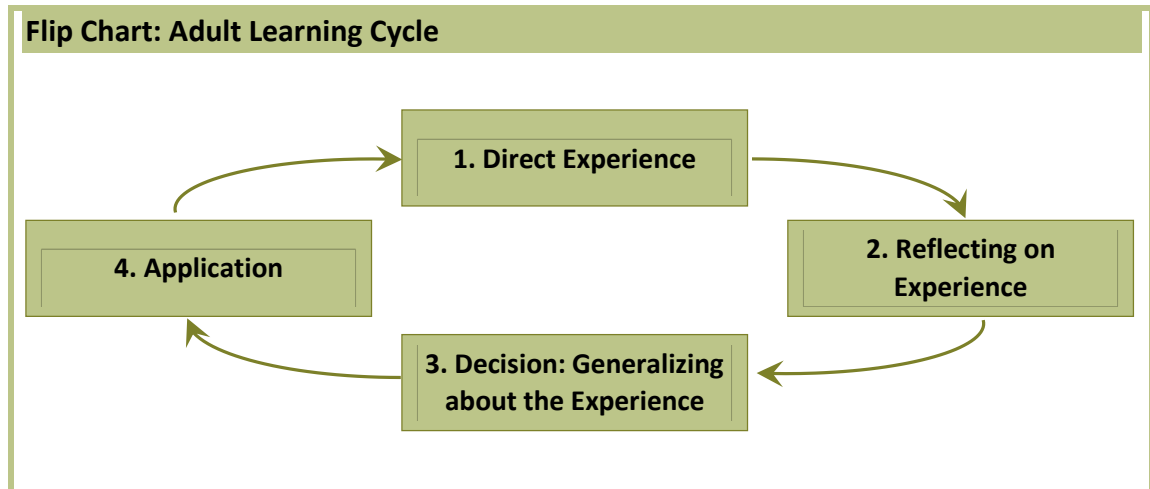 Flip Chart: Adult Learning Cycle
1. Direct Experience
2. Reflecting on
Experience
3. Decision: Generalizing
about the Experience
4. Application